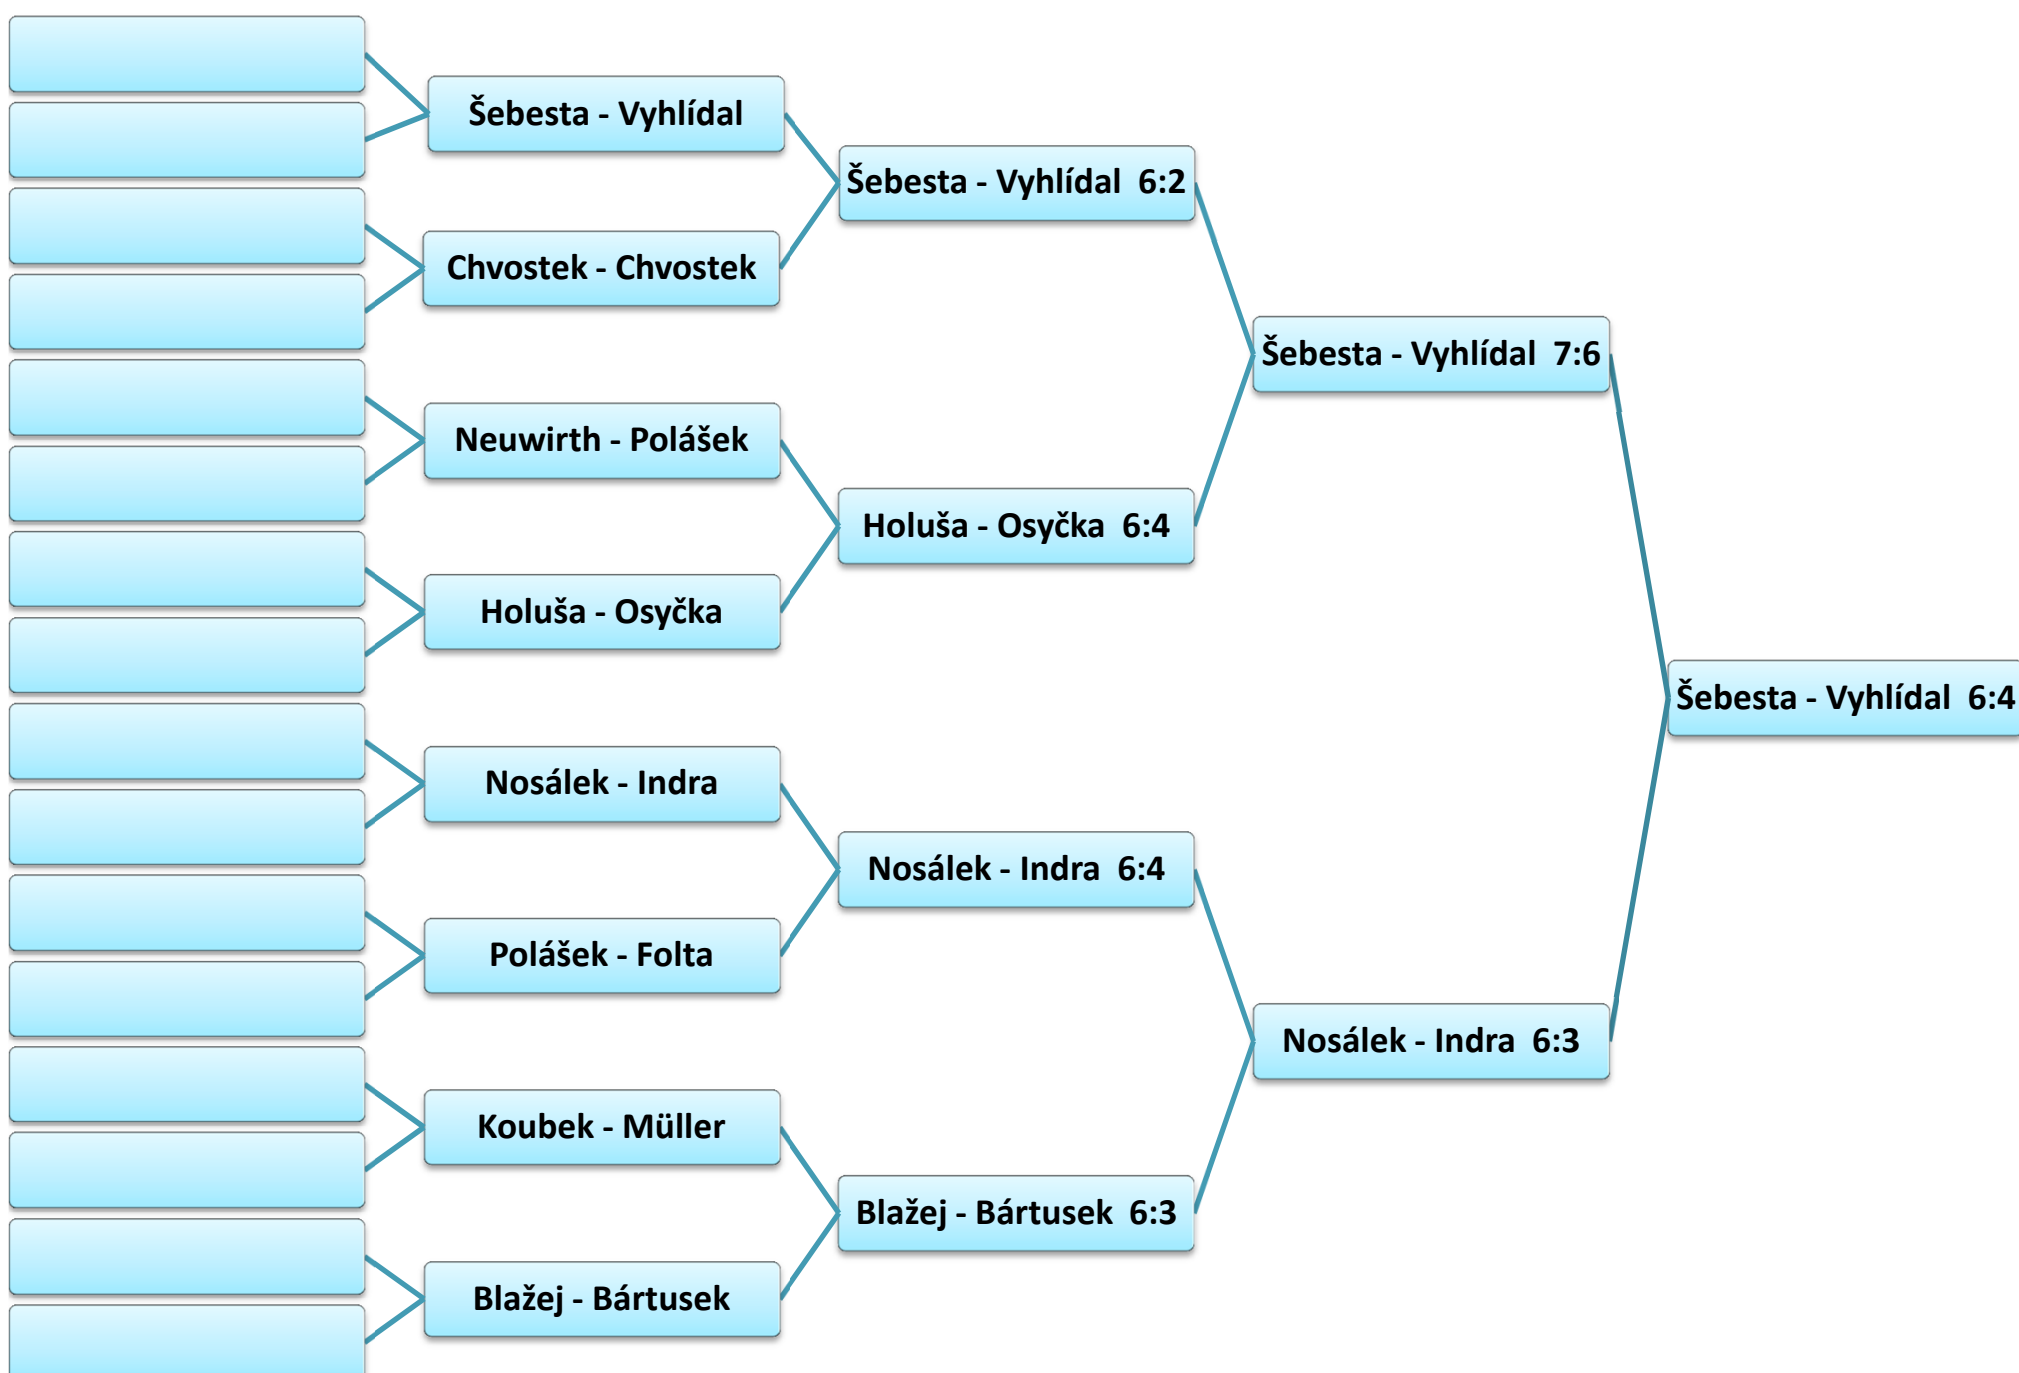 Šebesta - Vyhlídal
Chvostek - Chvostek
Neuwirth - Polášek
Holuša - Osyčka
Nosálek - Indra
Polášek - Folta
Koubek - Müller
Blažej - Bártusek
Šebesta - Vyhlídal 6:2
Holuša - Osyčka 6:4
Nosálek - Indra 6:4
Blažej - Bártusek 6:3
Šebesta - Vyhlídal 7:6
Nosálek - Indra 6:3
Šebesta - Vyhlídal 6:4